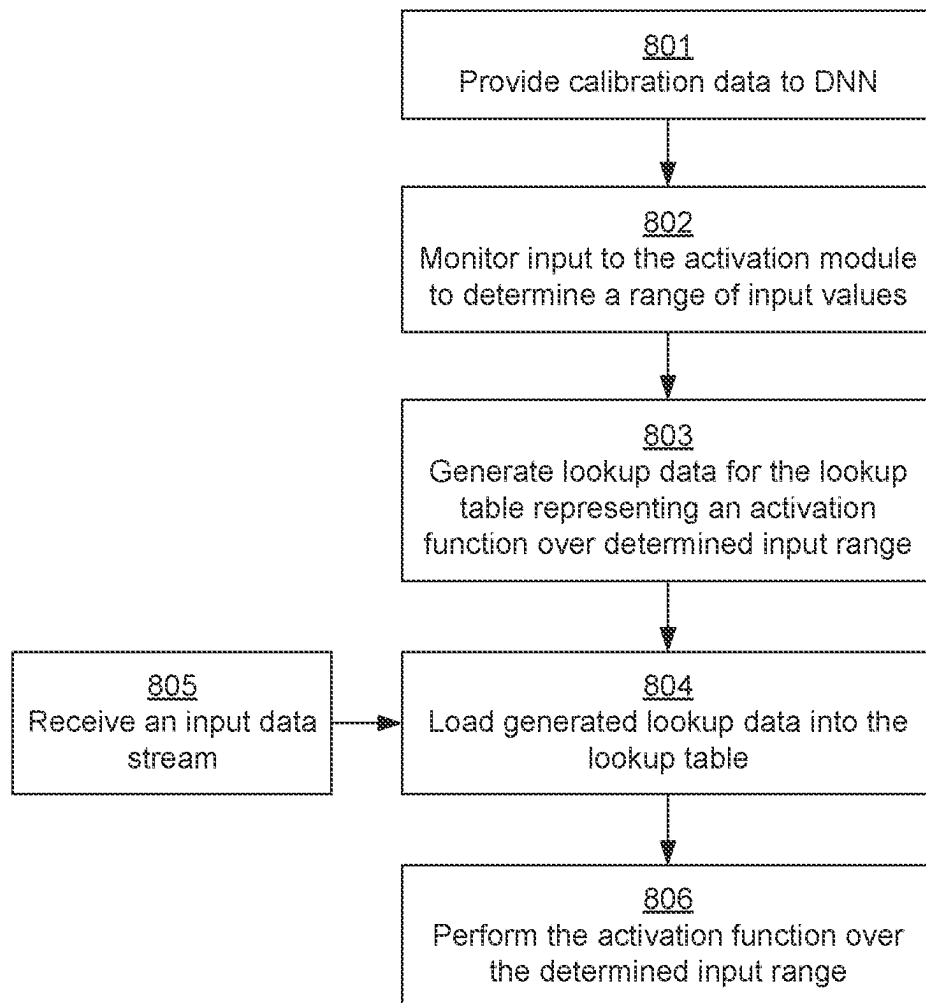 801
Provide calibration data to DNN
802
Monitor input to the activation module
to determine a range of input values
803
Generate lookup data for the lookup
table representing an activation
function over determined input range
805
Receive an input data
stream
804
Load generated lookup data into the
lookup table
806
Perform the activation function over
the determined input range